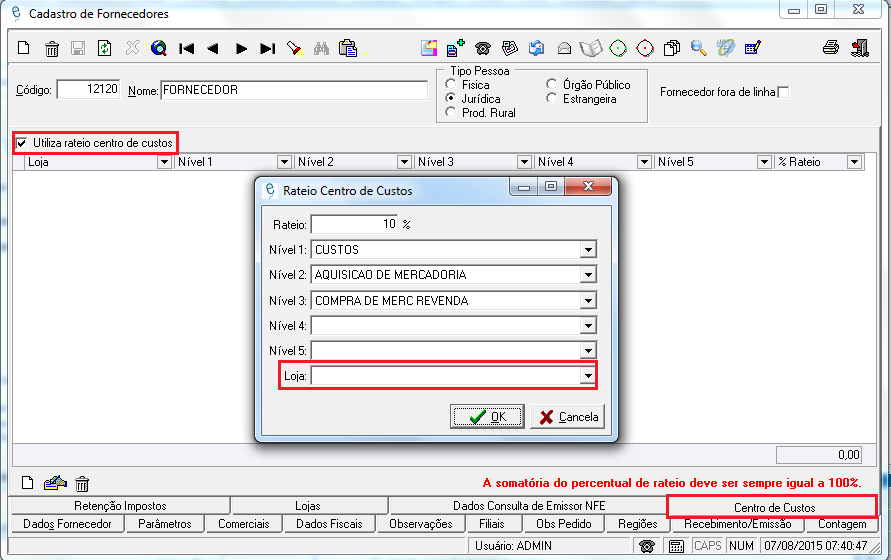 Cadastro de Fornecedores
Código: 12120 Nome: FORNECEDOR
Tipo Pessoa
Física
Jurídica
Prod. Rural
Órgão Público
Estrangeira
Fornecedor fora de linha
Utiliza rateio centro de custos
Loja Nível 1 Nível 2 Nível 3 Nível 4 Nível 5 % Rateio
Rateio Centro de Custos
Rateio: 10 %
Nível 1: CUSTOS
Nível 2: AQUISICAO DE MERCADORIA
Nível 3: COMPRA DE MERC REVENDA
Nível 4:
Nível 5:
Loja:
OK Cancela
0,00
A somatória do percentual de rateio deve ser sempre igual a 100%.
Retenção Impostos Lojas Dados Consulta de Emissor NFE Centro de Custos
Dados Fornecedor Parâmetros Comerciais Dados Fiscais Observações Filiais Obs Pedido Regiões Recebimento/Emissão Contagem
Usuário: ADMIN CAPS NUM 07/08/2015 07:40:47